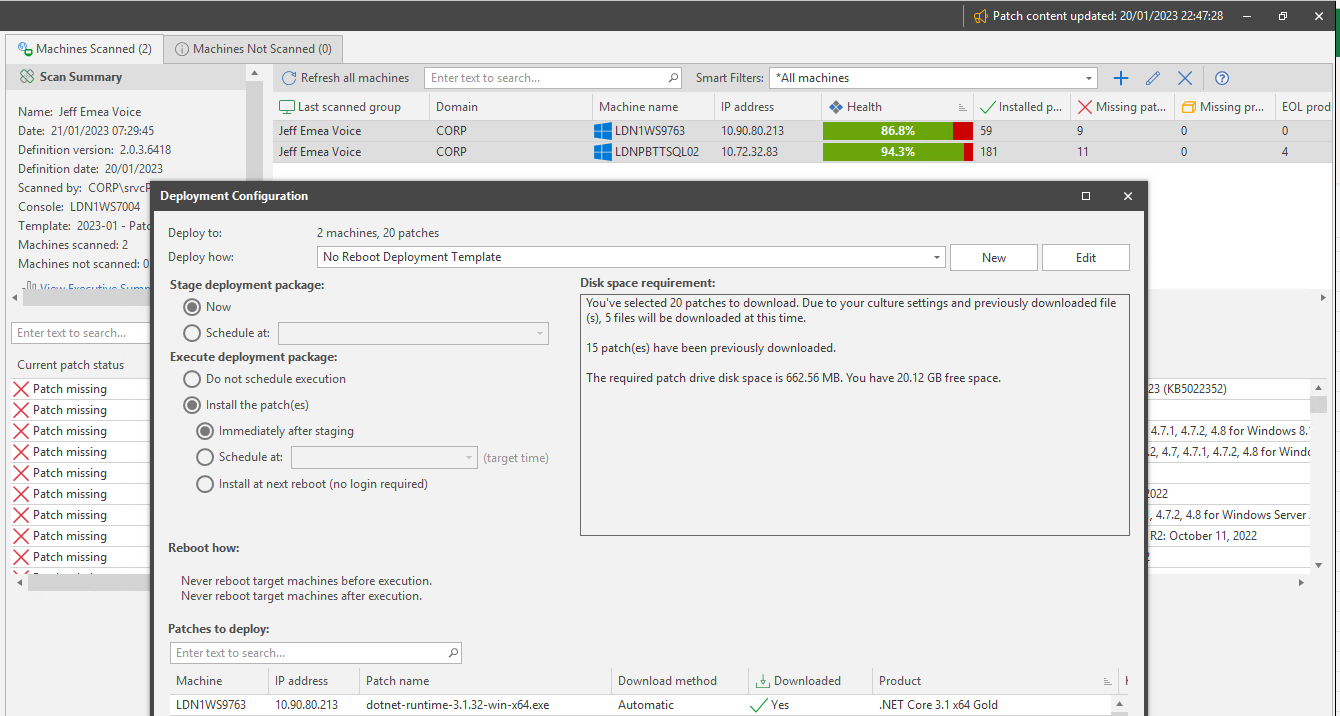 Patch content updated: 20/01/2023 22:47:28
Machines Scanned (2)
Machines Not Scanned (0)
Scan Summary
Name: Jeff Emea Voice
Date: 21/01/2023 07:29:45
Definition version: 2.0.3.6418
Definition date: 20/01/2023
Scanned by: CORP\srvcP
Console: LDN1WS7004
Template: 2023-01 - Patc
Machines scanned: 2
Machines not scanned: 0
View Executive Summ
Refresh all machines
Enter text to search...
Smart Filters:
*All machines
Last scanned group Domain Machine name IP address Health Installed p... Missing pat... Missing pr... EOL prod
Jeff Emea Voice CORP LDN1WS9763 10.90.80.213 86.8% 59 9 0 0
Jeff Emea Voice CORP LDNPBTTSQL02 10.72.32.83 94.3% 181 11 0 4
Enter text to search...
Current patch status
Patch missing
Patch missing
Patch missing
Patch missing
Patch missing
Patch missing
Patch missing
Patch missing
Patch missing
23 (KB5022352)
4.7.1, 4.7.2, 4.8 for Windows 8.
.2, 4.7, 4.7.1, 4.7.2, 4.8 for Windo
2022
, 4.7.2, 4.8 for Windows Server
R2: October 11, 2022
Deployment Configuration
Deploy to: 2 machines, 20 patches
Deploy how: No Reboot Deployment Template
New
Edit
Stage deployment package:
Now
Schedule at:
Execute deployment package:
Do not schedule execution
Install the patch(es)
Immediately after staging
Schedule at: (target time)
Install at next reboot (no login required)
Disk space requirement:
You've selected 20 patches to download. Due to your culture settings and previously downloaded file
(s), 5 files will be downloaded at this time.
15 patch(es) have been previously downloaded.
The required patch drive disk space is 662.56 MB. You have 20.12 GB free space.
Reboot how:
Never reboot target machines before execution.
Never reboot target machines after execution.
Patches to deploy:
Enter text to search...
Machine IP address Patch name Download method Downloaded Product
LDN1WS9763 10.90.80.213 dotnet-runtime-3.1.32-win-x64.exe Automatic Yes .NET Core 3.1 x64 Gold